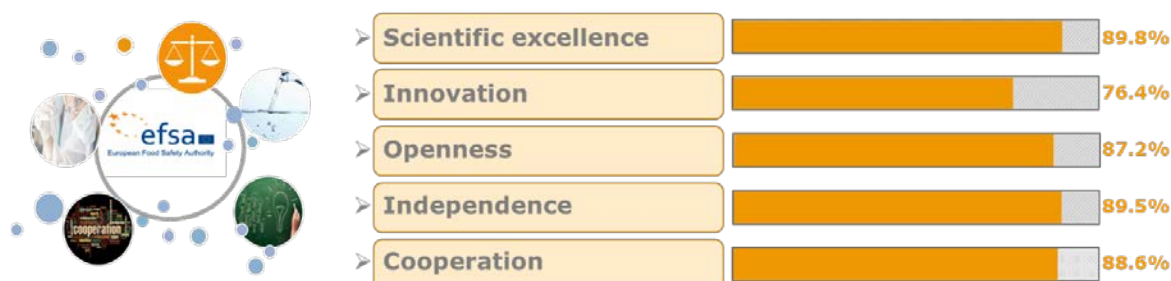 efsa
European Food Safety Authority
cooperation
Scientific excellence
89.8%
Innovation
76.4%
Openness
87.2%
Independence
89.5%
Cooperation
88.6%